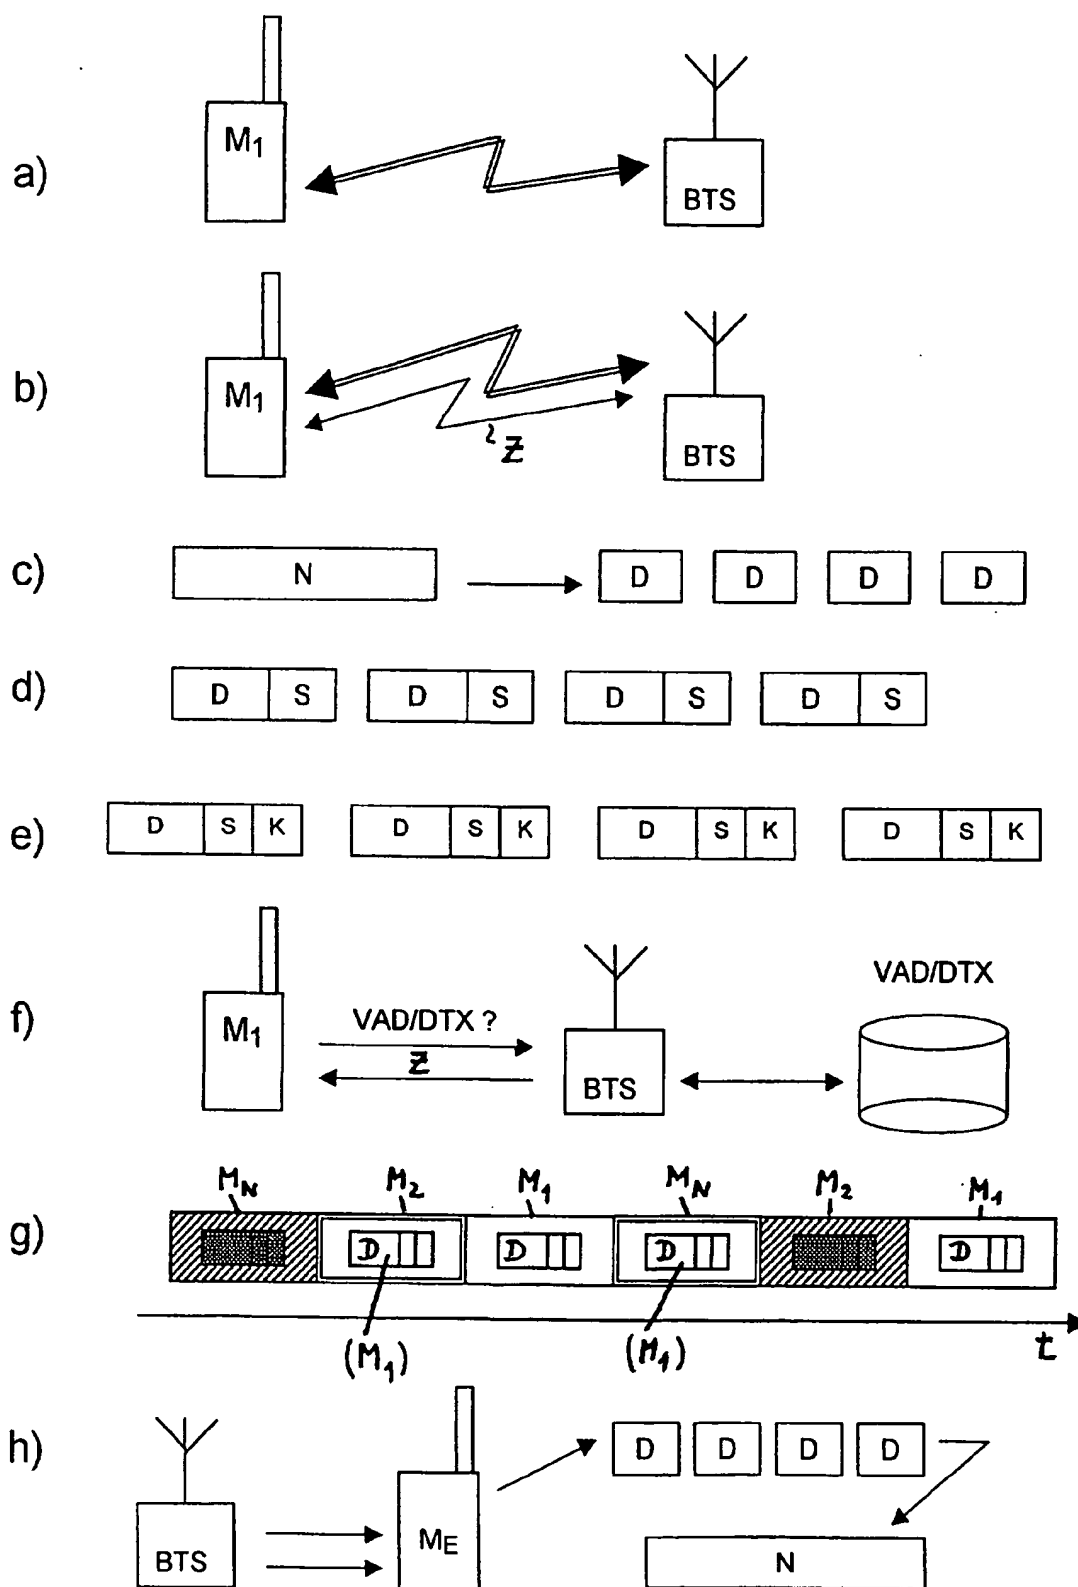 a)
M1
BTS
b)
M1
Z
BTS
c)
N
D D D D
d)
D S D S D S D S
e)
D S K D S K D S K D S K
f)
M1
VAD/DTX ?
Z
BTS
VAD/DTX
g)
MN M2 M1 MN M2 M1
D D D D
(M1) (M1)
t
h)
BTS
ME
D D D D
N